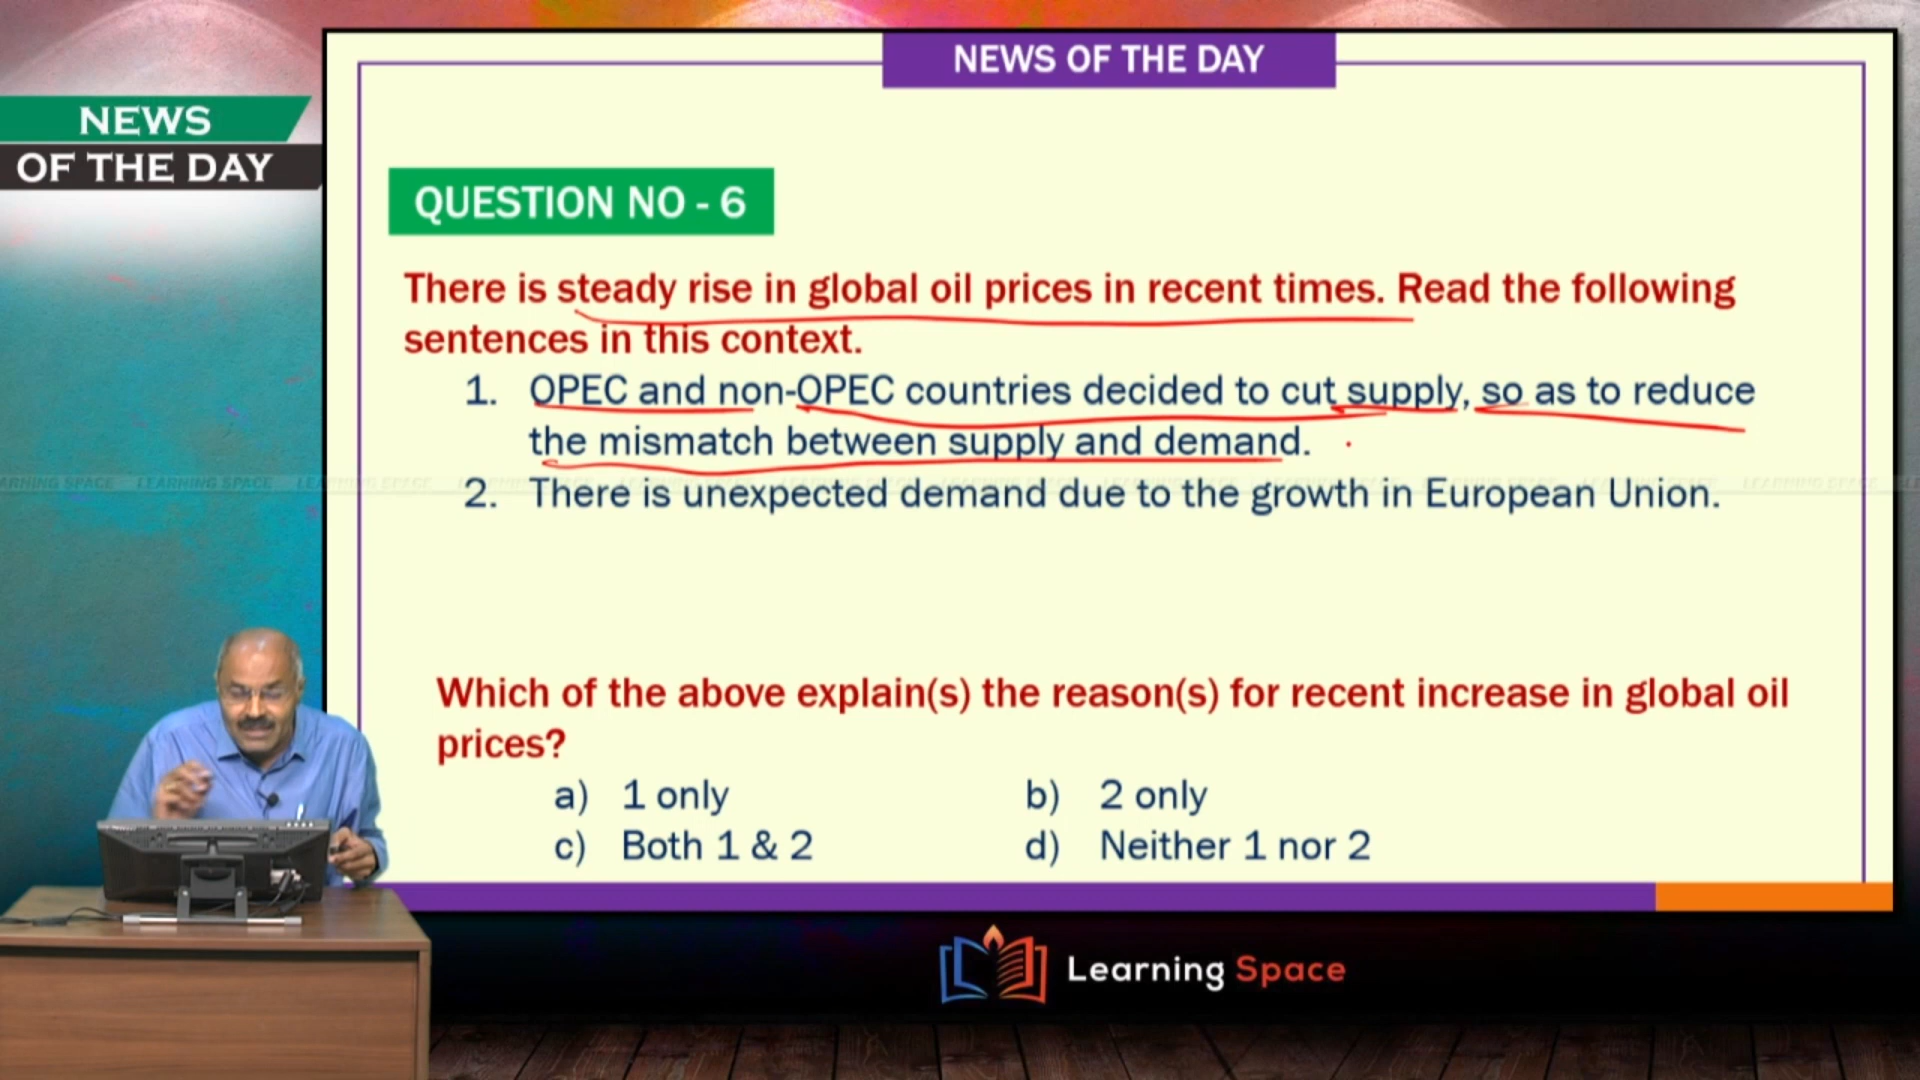 NEWS OF THE DAY
NEWS
OF THE DAY
QUESTION NO - 6
There is steady rise in global oil prices in recent times. Read the following
sentences in this context.
1. OPEC and non-OPEC countries decided to cut supply, so as to reduce
the mismatch between supply and demand.
2. There is unexpected demand due to the growth in European Union.
LEARNING SPACE
Which of the above explain(s) the reason(s) for recent increase in global oil
prices?
a) 1 only
b) 2 only
c) Both 1 & 2
d) Neither 1 nor 2
Learning Space